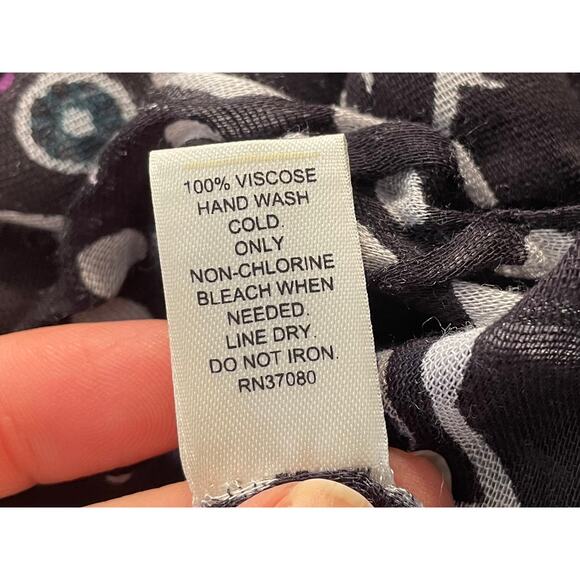 100% VISCOSE
HAND WASH
COLD.
ONLY
NON-CHLORINE
BLEACH WHEN
NEEDED.
LINE DRY
DO NOT IRON.
RN37080